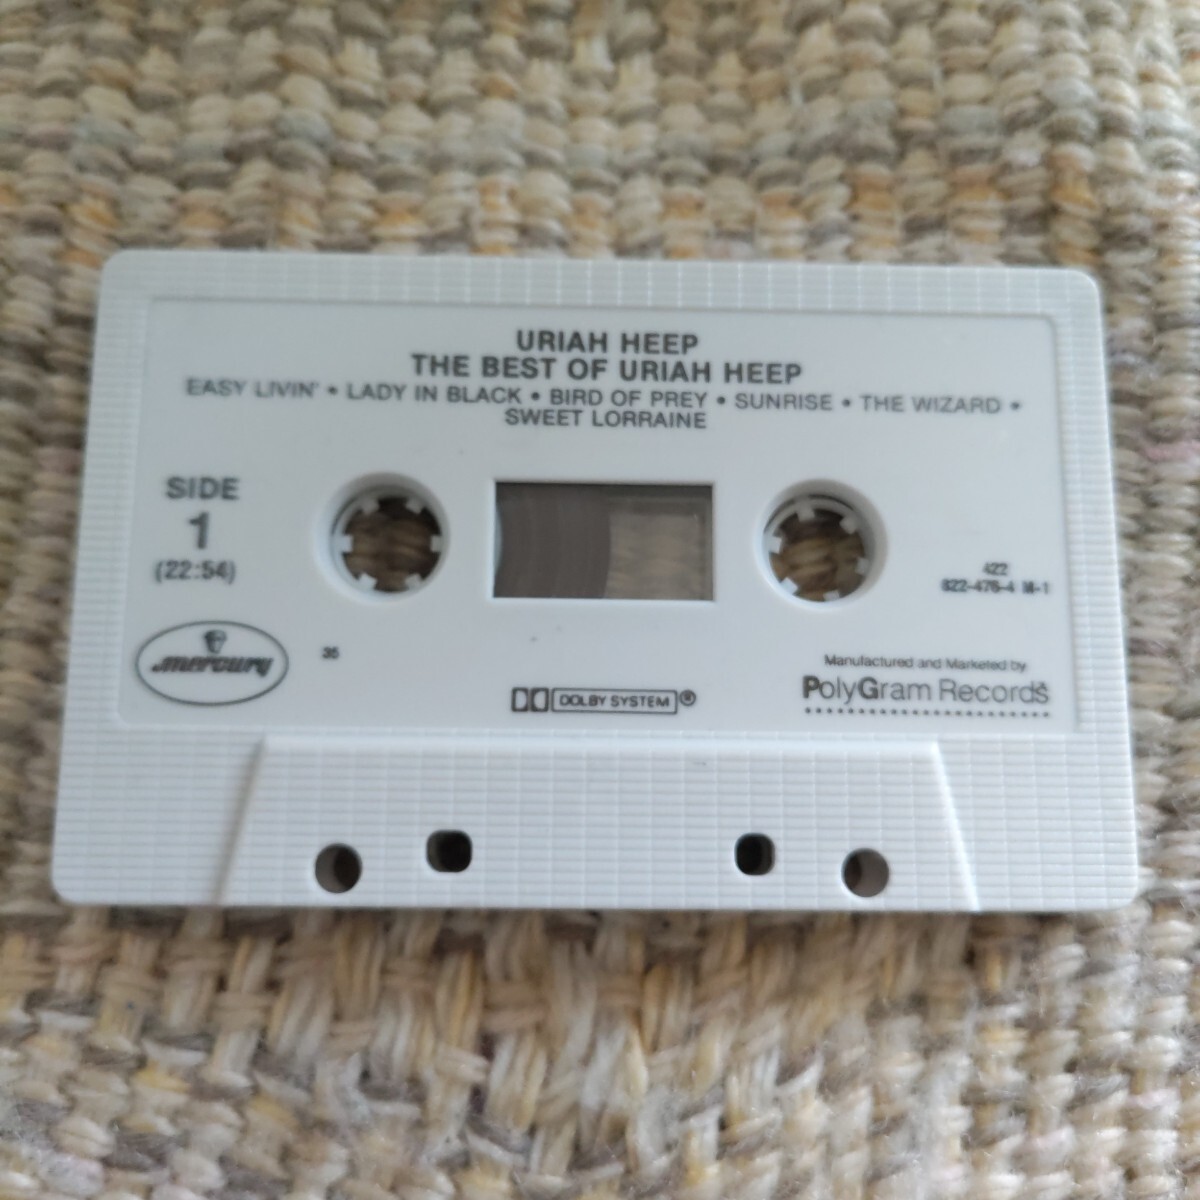 URIAH HEEP
THE BEST OF URIAH HEEP
EASY LIVIN' • LADY IN BLACK • BIRD OF PREY • SUNRISE • THE WIZARD •
SWEET LORRAINE
SIDE
1
(22:54)
422
822-476-4 M-1
mercury
35
DOLBY SYSTEM®
Manufactured and Marketed by
PolyGram Records